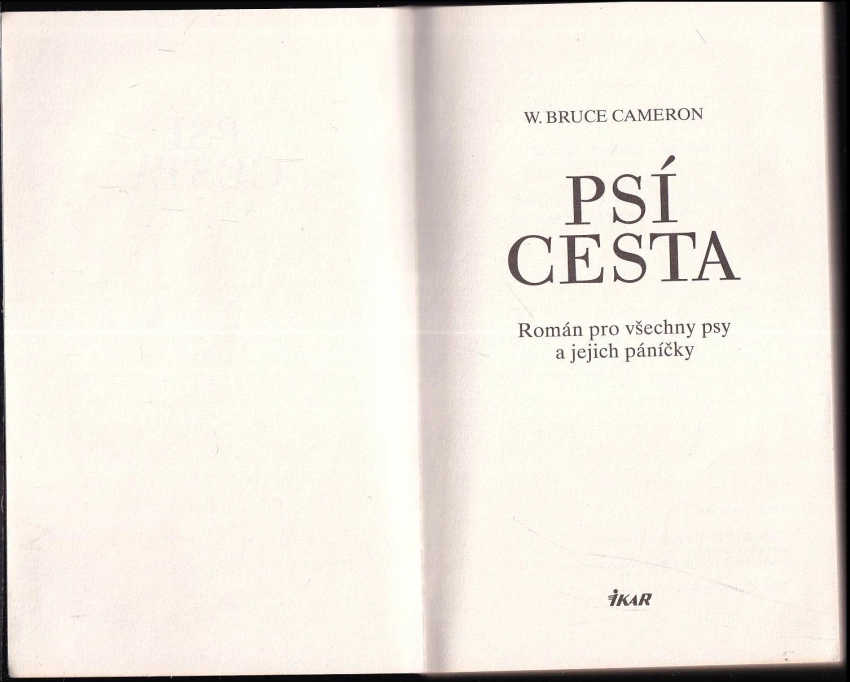 W. BRUCE CAMERON
PSÍ
CESTA
Román pro všechny psy
a jejich páníčky
IKAR